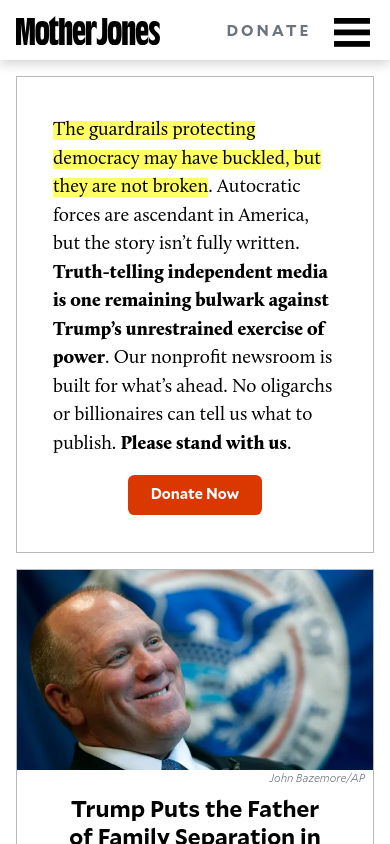 Mother Jones
DONATE
The guardrails protecting
democracy may have buckled, but
they are not broken. Autocratic
forces are ascendant in America,
but the story isn’t fully written.
Truth-telling independent media
is one remaining bulwark against
Trump’s unrestrained exercise of
power. Our nonprofit newsroom is
built for what’s ahead. No oligarchs
or billionaires can tell us what to
publish. Please stand with us.
Donate Now
John Bazemore/AP
Trump Puts the Father
of Family Separation in